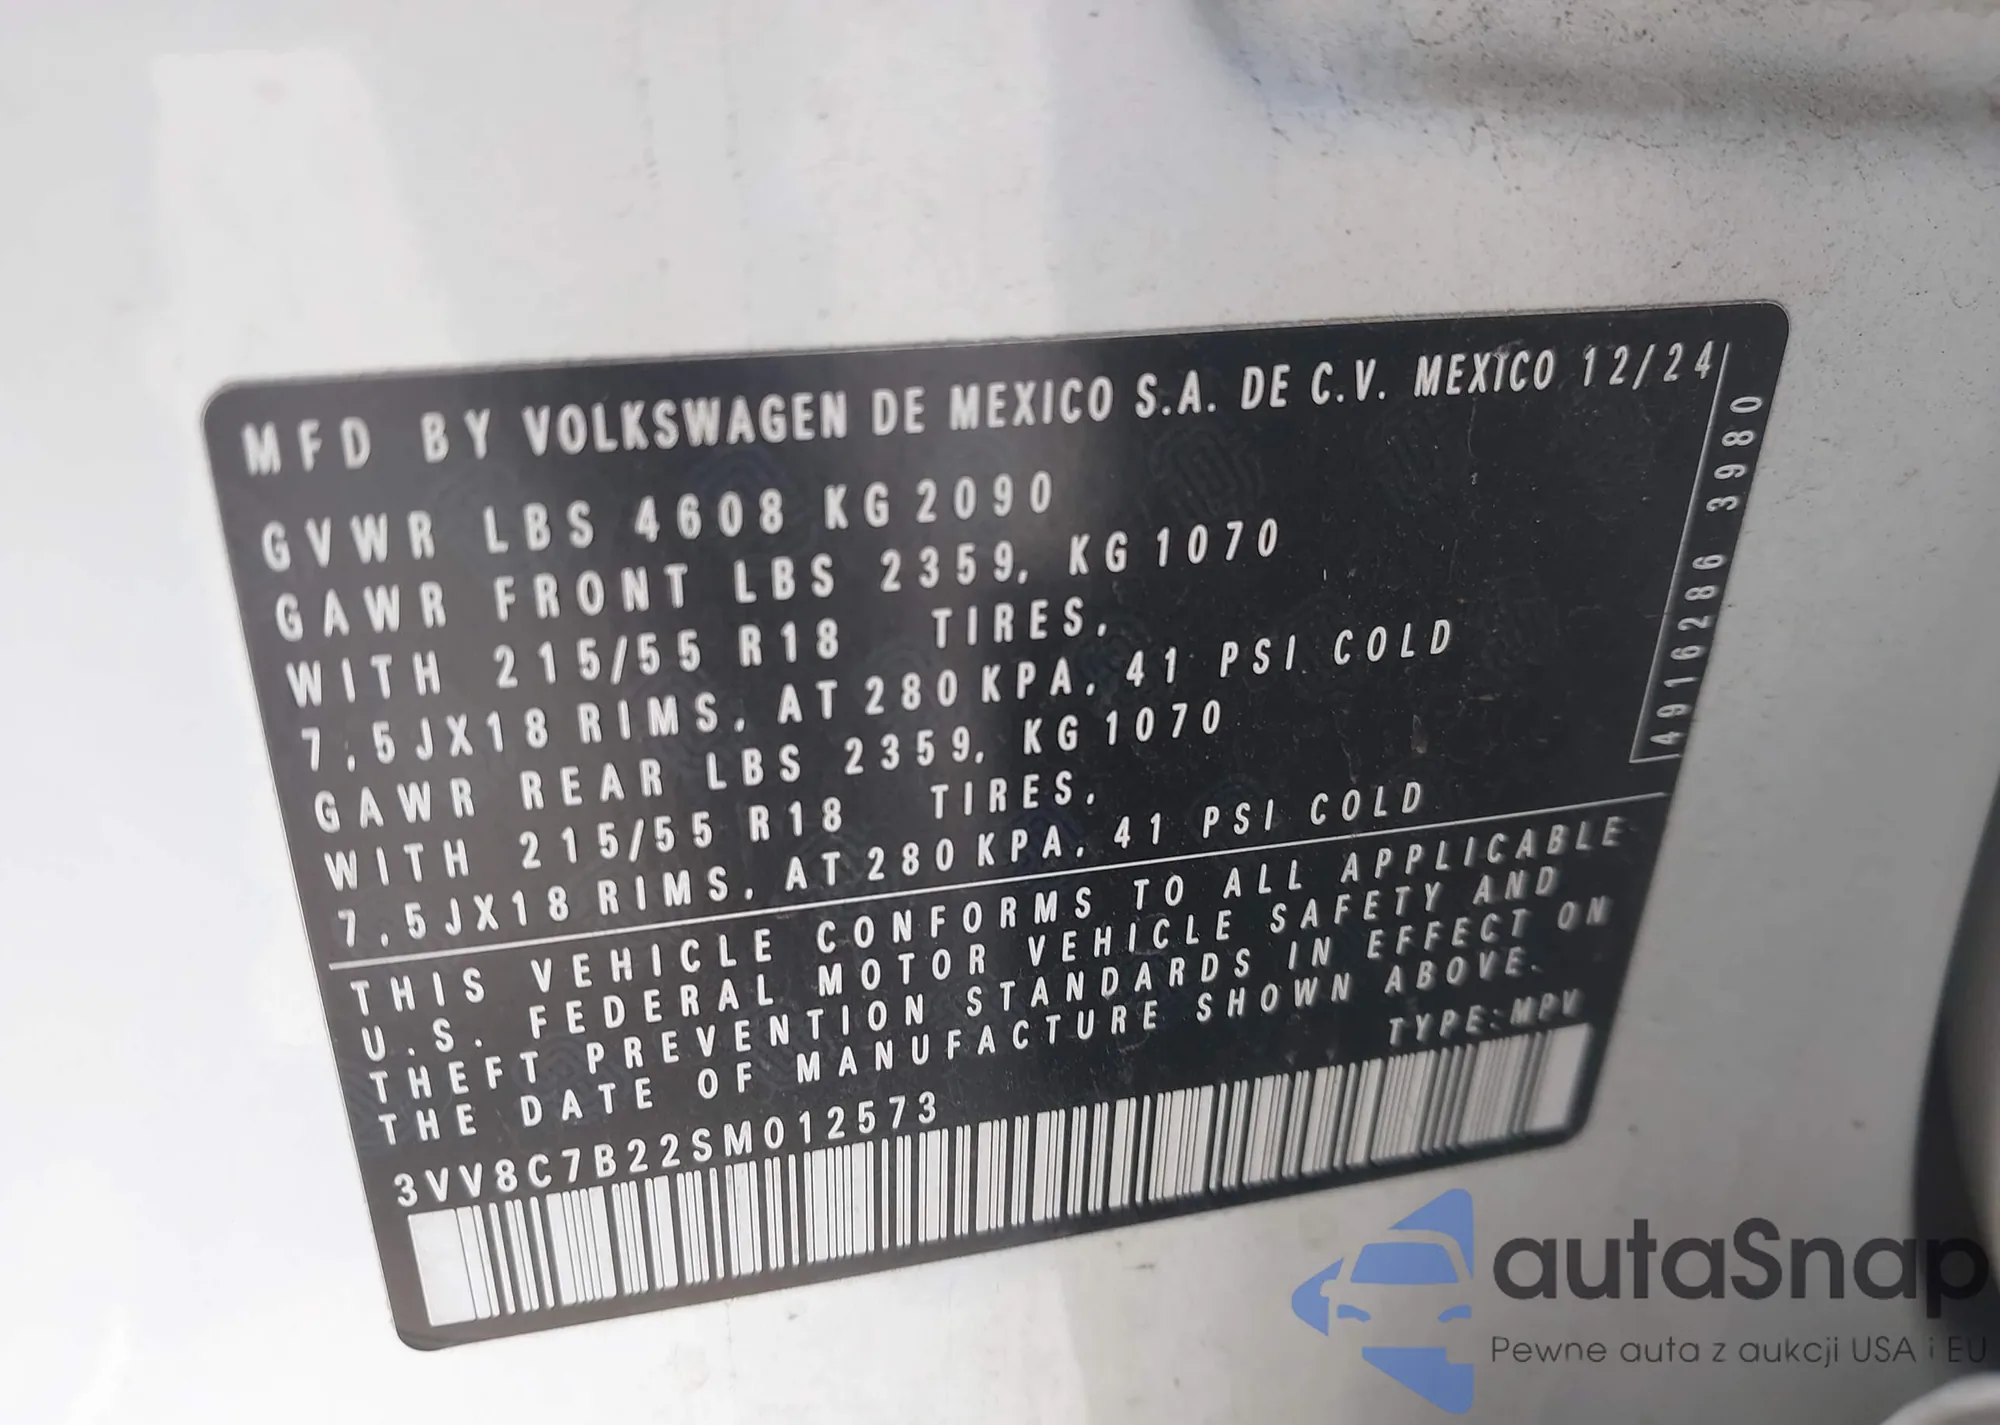 MFD BY VOLKSWAGEN DE MEXICO S.A. DE C.V. MEXICO 12/24
GVWR LBS 4608 KG 2090
GAWR FRONT LBS 2359, KG 1070
WITH 215/55 R18 TIRES,
7,5JX18 RIMS, AT 280 KPA, 41 PSI COLD
GAWR REAR LBS 2359, KG 1070
WITH 215/55 R18 TIRES,
7,5JX18 RIMS, AT 280 KPA, 41 PSI COLD
4916286 3980
THIS VEHICLE CONFORMS TO ALL APPLICABLE
U.S. FEDERAL MOTOR VEHICLE SAFETY AND
THEFT PREVENTION STANDARDS IN EFFECT ON
THE DATE OF MANUFACTURE SHOWN ABOVE.
TYPE: MPV
3VV8C7B22SM012573
autaSnap
Pewne auta z aukcji USA i EU